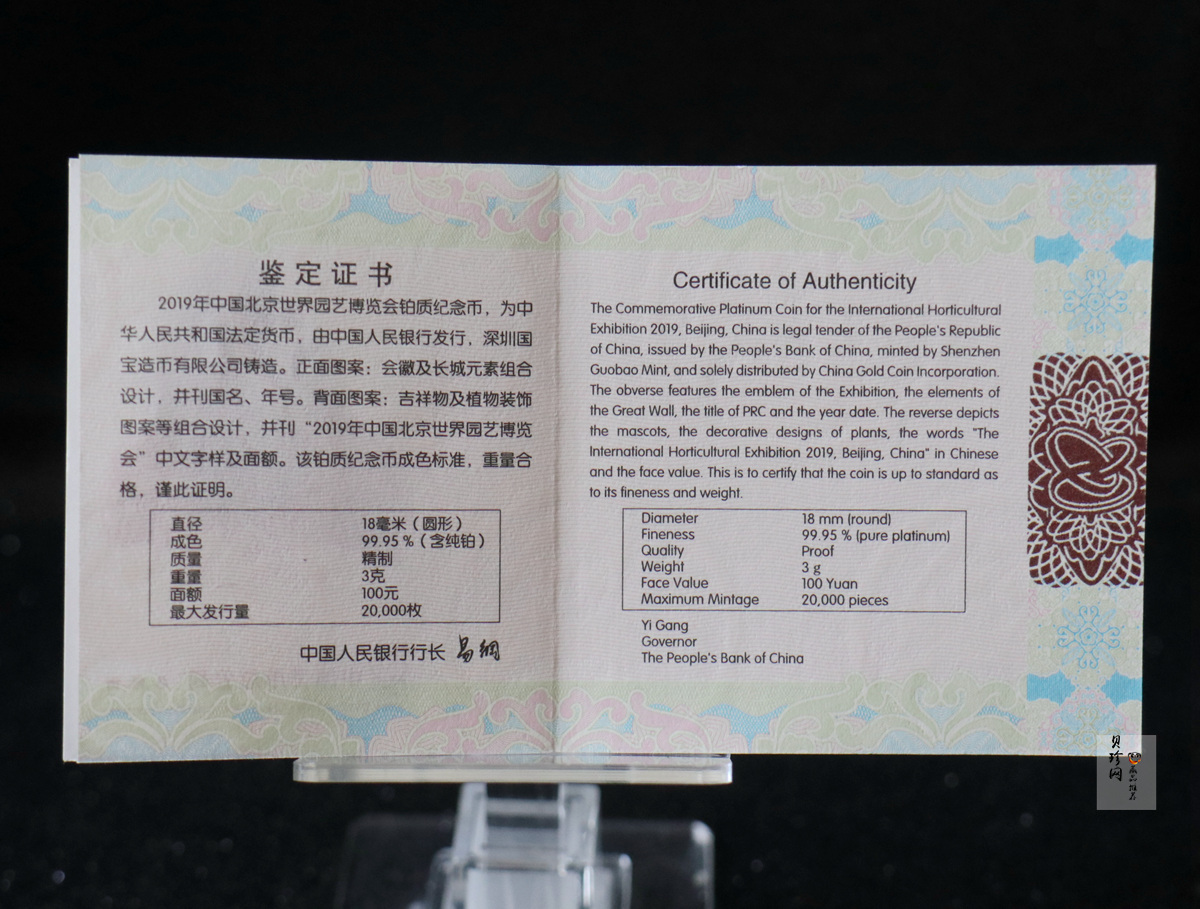 鉴定证书
2019年中国北京世界园艺博览会铂质纪念币，为中
华人民共和国法定货币，由中国人民银行发行，深圳国
宝造币有限公司铸造。正面图案：会徽及长城元素组合
设计，并刊国名、年号。背面图案：吉祥物及植物装饰
图案等组合设计，并刊“2019年中国北京世界园艺博览
会”中文字样及面额。该铂质纪念币成色标准，重量合
格，谨此证明。
直径 18毫米（圆形）
成色 99.95 %（含纯铂）
质量 精制
重量 3克
面额 100元
最大发行量 20,000枚
中国人民银行行长 易纲
Certificate of Authenticity
The Commemorative Platinum Coin for the International Horticultural
Exhibition 2019, Beijing, China is legal tender of the People's Republic
of China, issued by the People's Bank of China, minted by Shenzhen
Guobao Mint, and solely distributed by China Gold Coin Incorporation.
The obverse features the emblem of the Exhibition, the elements of
the Great Wall, the title of PRC and the year date. The reverse depicts
the mascots, the decorative designs of plants, the words "The
International Horticultural Exhibition 2019, Beijing, China" in Chinese
and the face value. This is to certify that the coin is up to standard as
to its fineness and weight.
Diameter 18 mm (round)
Fineness 99.95 % (pure platinum)
Quality Proof
Weight 3 g
Face Value 100 Yuan
Maximum Mintage 20,000 pieces
Yi Gang
Governor
The People's Bank of China
贝珍网